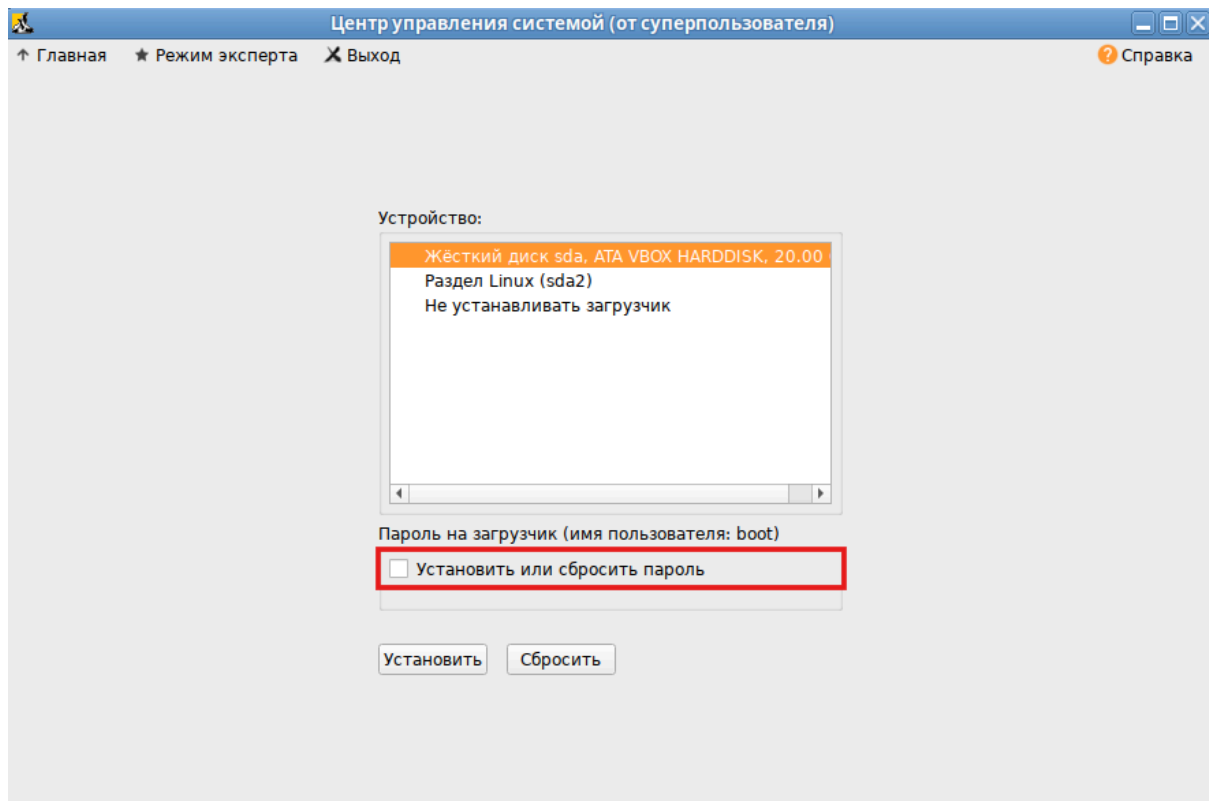 Центр управления системой (от суперпользователя)
Главная Режим эксперта Выход Справка
Устройство:
Жёсткий диск sda, ATA VBOX HARDDISK, 20.00
Раздел Linux (sda2)
Не устанавливать загрузчик
Пароль на загрузчик (имя пользователя: boot)
Установить или сбросить пароль
Установить Сбросить